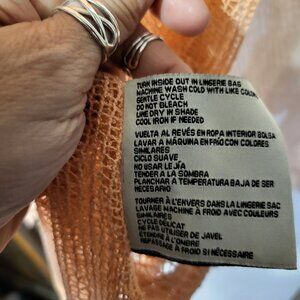 TURN INSIDE OUT IN LINGERIE BAG
MACHINE WASH COLD WITH LIKE COLORS
GENTLE CYCLE
DO NOT BLEACH
LINE DRY IN SHADE
COOL IRON IF NEEDED
VUELTA AL REVÉS EN ROPA INTERIOR BOLSA
LAVAR A MÁQUINA EN FRÍO CON COLORES
SIMILARES
CICLO SUAVE
NO USAR LEJÍA
TENDER A LA SOMBRA
PLANCHAR A TEMPERATURA BAJA DE SER
NECESARIO
TOURNER À L'ENVERS DANS LA LINGERIE SAC
LAVAGE MACHINE À FROID AVEC COULEURS
SIMILAIRES
CYCLE DELICAT
NE PAS UTILISER DE JAVEL
ÉTENDRE À L'OMBRE
REPASSAGE À FROID SI NÉCESSAIRE